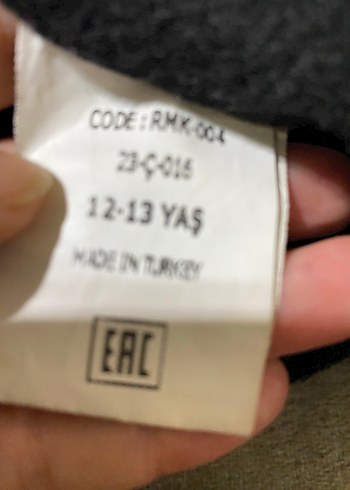 CODE: RMK-004
23-Ç-016
12-13 YAŞ
MADE IN TURKEY
EAC